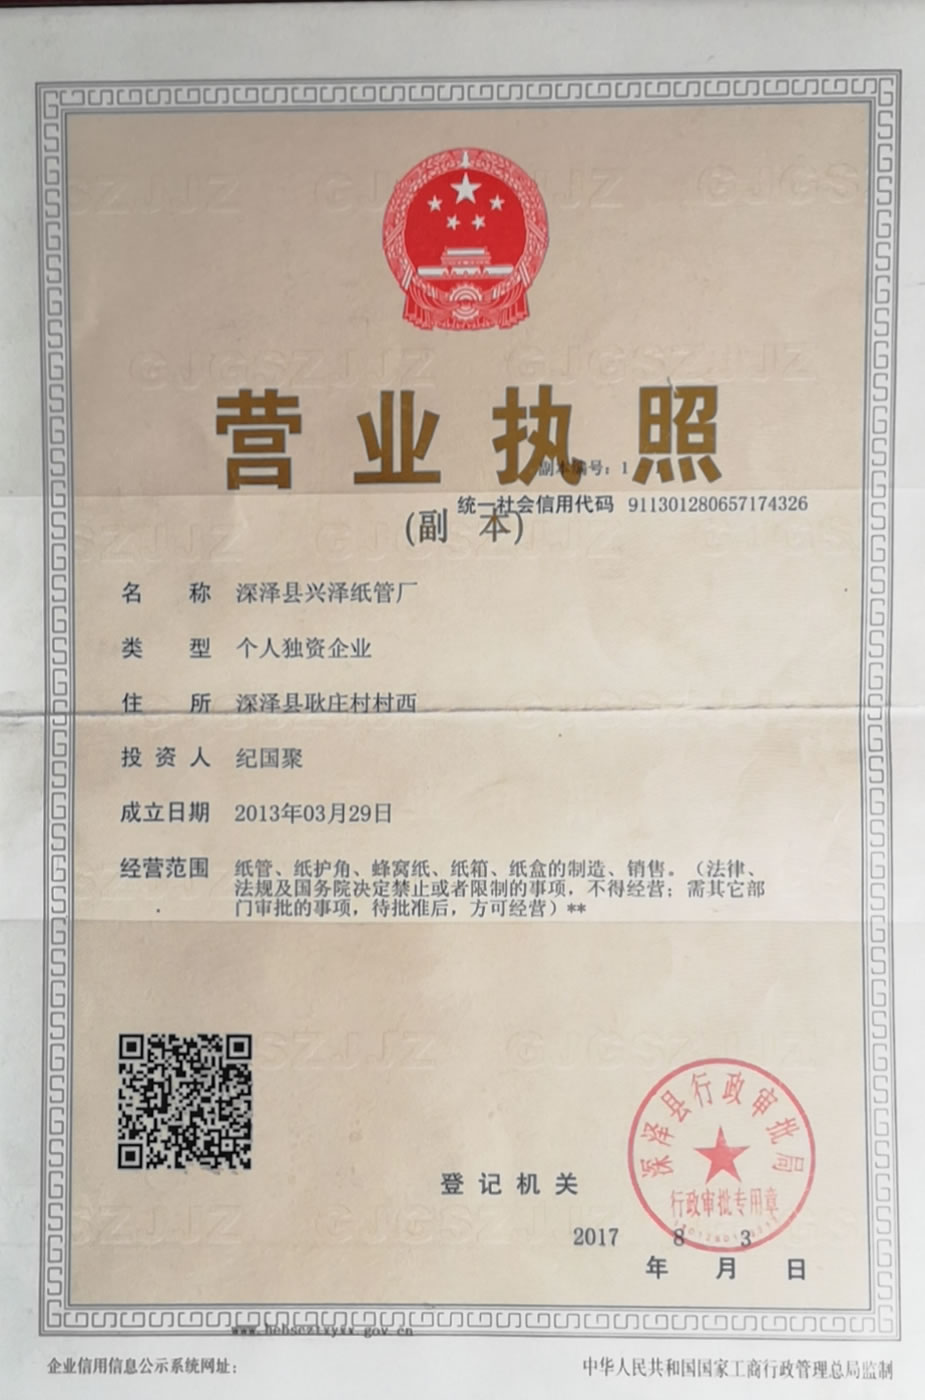 营业执照
副本编号：1
统一社会信用代码 911301280657174326
(副 本)
名 称 深泽县兴泽纸管厂
类 型 个人独资企业
住 所 深泽县耿庄村村西
投 资 人 纪国聚
成立日期 2013年03月29日
经营范围 纸管、纸护角、蜂窝纸、纸箱、纸盒的制造、销售。（法律、
法规及国务院决定禁止或者限制的事项，不得经营；需其它部
门审批的事项，待批准后，方可经营）**
深泽县行政审批局
行政审批专用章
登 记 机 关
2017 8 3
年 月 日
www.hebscztxyxx.gov.cn
企业信用信息公示系统网址：
中华人民共和国国家工商行政管理总局监制